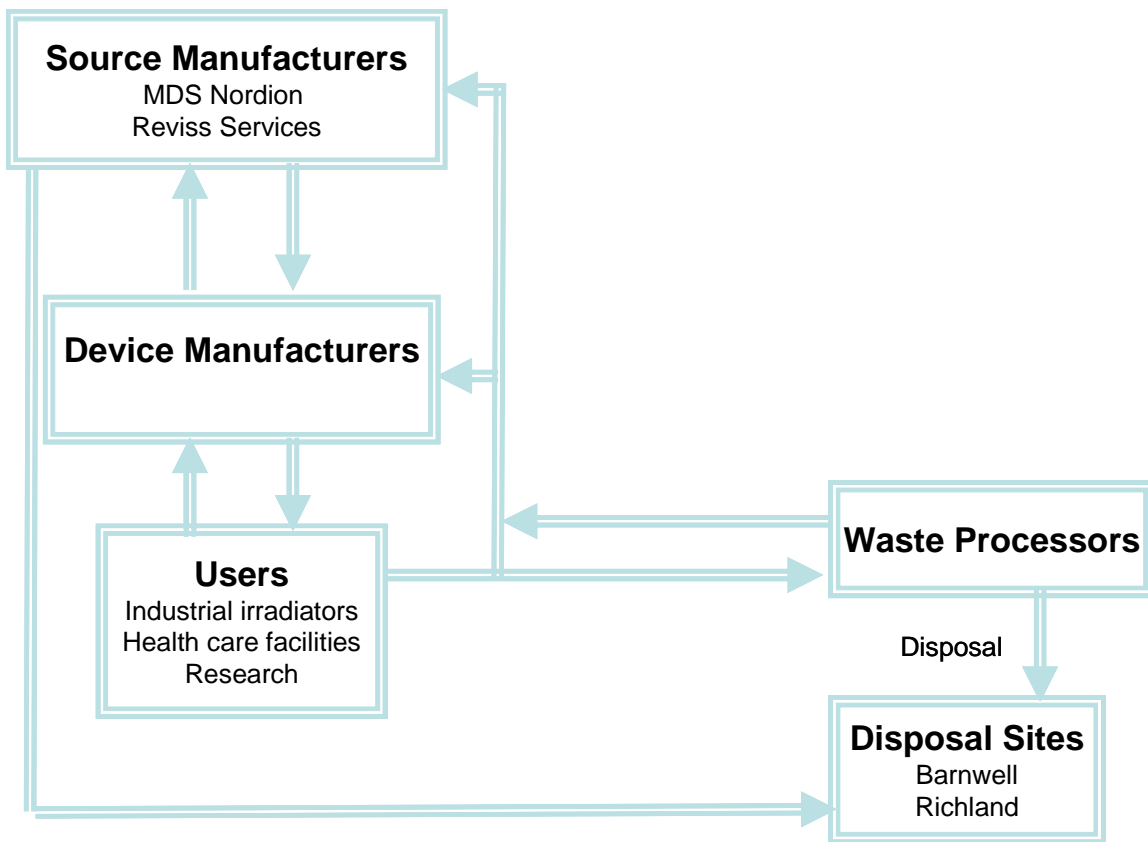 Source Manufacturers
MDS Nordion
Reviss Services
Device Manufacturers
Users
Industrial irradiators
Health care facilities
Research
Waste Processors
Disposal
Disposal Sites
Barnwell
Richland